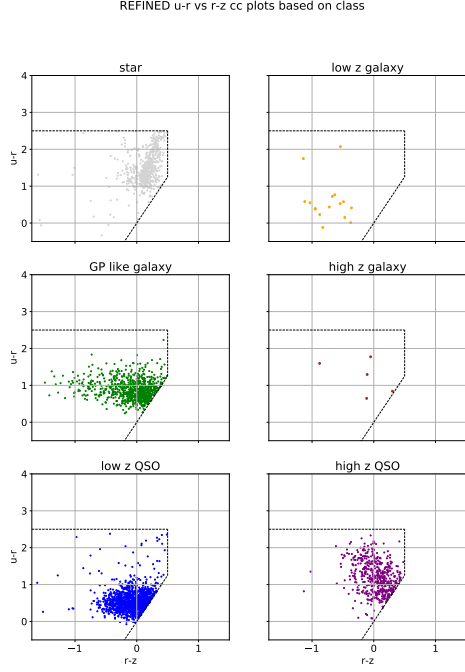 REFINED u-r vs r-z cc plots based on class
star
low z galaxy
4
3
2
1
0
u-r
GP like galaxy
high z galaxy
4
3
2
1
0
u-r
low z QSO
high z QSO
4
3
2
1
0
u-r
−1 0 1
−1 0 1
r-z
r-z